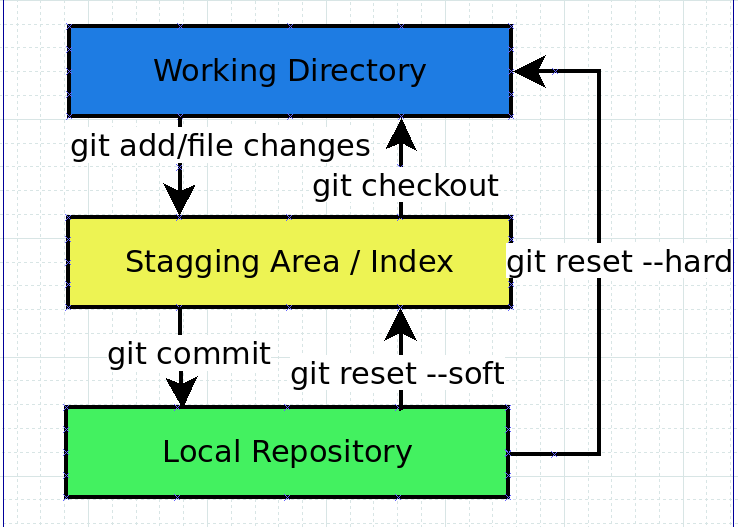 Working Directory
git add/file changes
git checkout
Stagging Area / Index
git reset --hard
git commit
git reset --soft
Local Repository